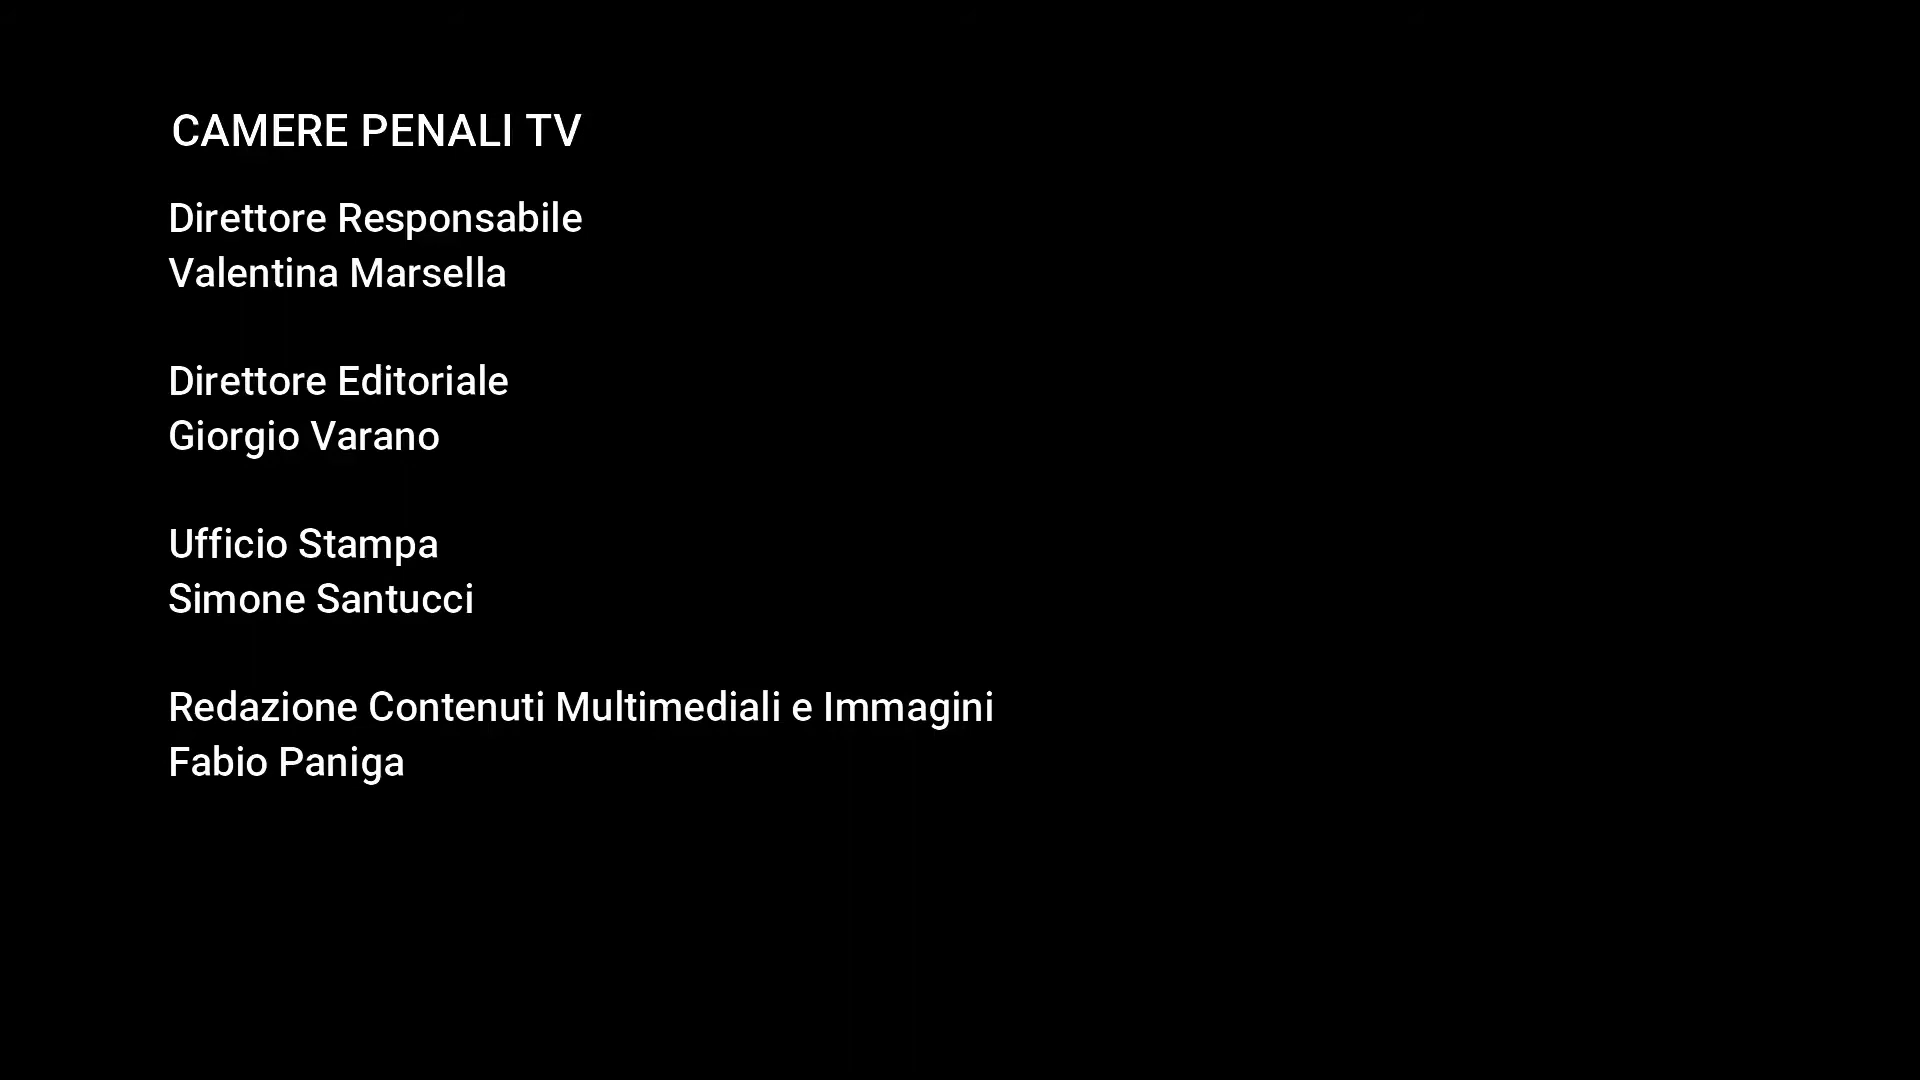 CAMERE PENALI TV
Direttore Responsabile
Valentina Marsella
Direttore Editoriale
Giorgio Varano
Ufficio Stampa
Simone Santucci
Redazione Contenuti Multimediali e Immagini
Fabio Paniga